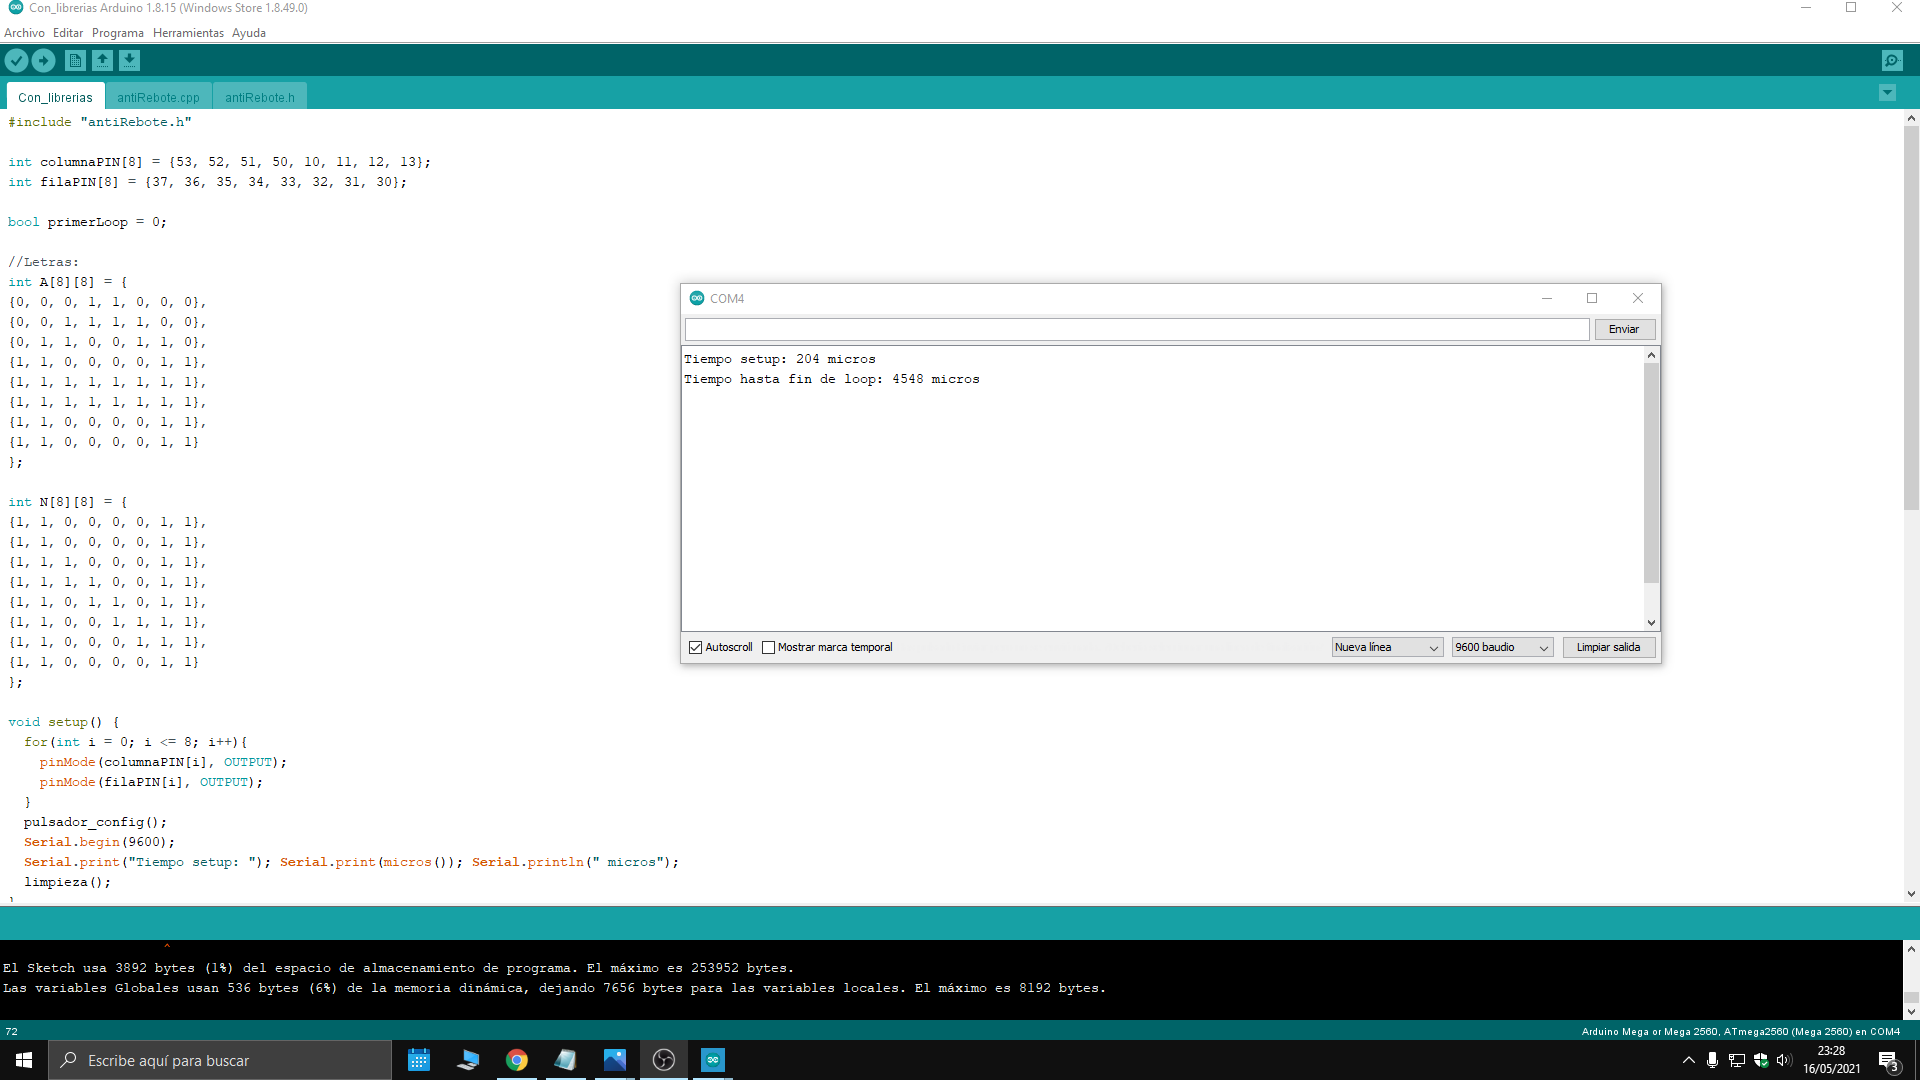 Con_librerias Arduino 1.8.15 (Windows Store 1.8.49.0)
Archivo Editar Programa Herramientas Ayuda
Con_librerias antiRebote.cpp antiRebote.h
#include "antiRebote.h"
int columnaPIN[8] = {53, 52, 51, 50, 10, 11, 12, 13};
int filaPIN[8] = {37, 36, 35, 34, 33, 32, 31, 30};
bool primerLoop = 0;
//Letras:
int A[8][8] = {
{0, 0, 0, 1, 1, 0, 0, 0},
{0, 0, 1, 1, 1, 1, 0, 0},
{0, 1, 1, 0, 0, 1, 1, 0},
{1, 1, 0, 0, 0, 0, 1, 1},
{1, 1, 1, 1, 1, 1, 1, 1},
{1, 1, 1, 1, 1, 1, 1, 1},
{1, 1, 0, 0, 0, 0, 1, 1},
{1, 1, 0, 0, 0, 0, 1, 1}
};
int N[8][8] = {
{1, 1, 0, 0, 0, 0, 1, 1},
{1, 1, 0, 0, 0, 0, 1, 1},
{1, 1, 1, 0, 0, 0, 1, 1},
{1, 1, 1, 1, 0, 0, 1, 1},
{1, 1, 0, 1, 1, 0, 1, 1},
{1, 1, 0, 0, 1, 1, 1, 1},
{1, 1, 0, 0, 0, 1, 1, 1},
{1, 1, 0, 0, 0, 0, 1, 1}
};
void setup() {
for(int i = 0; i <= 8; i++){
pinMode(columnaPIN[i], OUTPUT);
pinMode(filaPIN[i], OUTPUT);
}
pulsador_config();
Serial.begin(9600);
Serial.print("Tiempo setup: "); Serial.print(micros()); Serial.println(" micros");
limpieza();
}
COM4
Enviar
Tiempo setup: 204 micros
Tiempo hasta fin de loop: 4548 micros
Autoscroll Mostrar marca temporal Nueva línea 9600 baudio Limpiar salida
^
El Sketch usa 3892 bytes (1%) del espacio de almacenamiento de programa. El máximo es 253952 bytes.
Las variables Globales usan 536 bytes (6%) de la memoria dinámica, dejando 7656 bytes para las variables locales. El máximo es 8192 bytes.
72 Arduino Mega or Mega 2560, ATmega2560 (Mega 2560) en COM4
Escribe aquí para buscar
23:28
16/05/2021
3